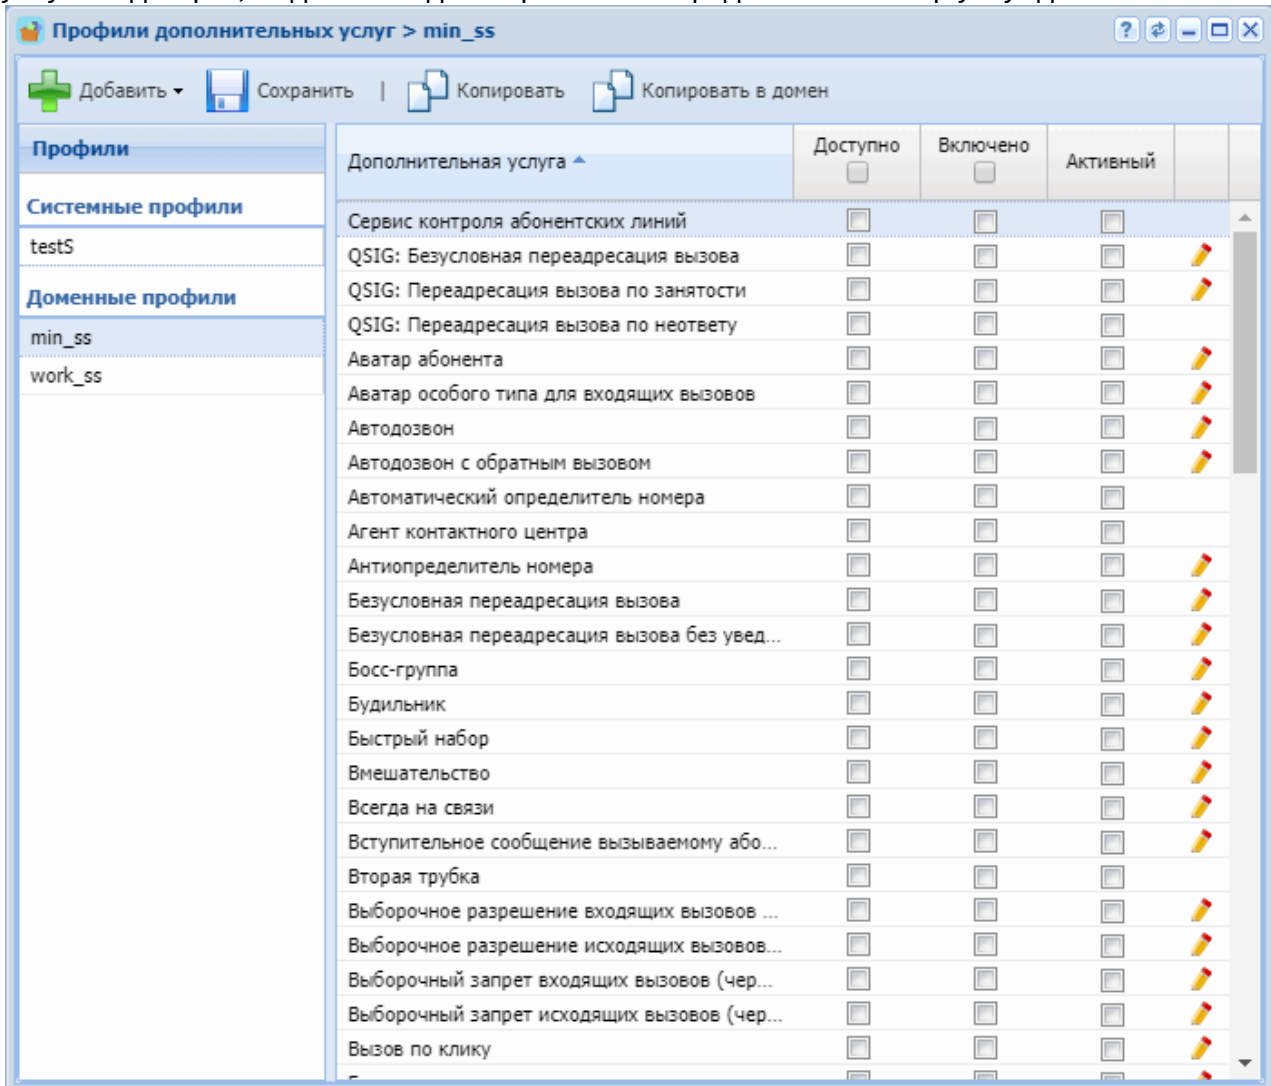 Профили дополнительных услуг > min_ss
Добавить Сохранить | Копировать Копировать в домен
Профили
Дополнительная услуга Доступно Включено Активный
Системные профили
testS
Доменные профили
min_ss
work_ss
Сервис контроля абонентских линий
QSIG: Безусловная переадресация вызова
QSIG: Переадресация вызова по занятости
QSIG: Переадресация вызова по неответу
Аватар абонента
Аватар особого типа для входящих вызовов
Автодозвон
Автодозвон с обратным вызовом
Автоматический определитель номера
Агент контактного центра
Антиопределитель номера
Безусловная переадресация вызова
Безусловная переадресация вызова без увед...
Босс-группа
Будильник
Быстрый набор
Вмешательство
Всегда на связи
Вступительное сообщение вызываемому або...
Вторая трубка
Выборочное разрешение входящих вызовов ...
Выборочное разрешение исходящих вызовов...
Выборочный запрет входящих вызовов (чер...
Выборочный запрет исходящих вызовов (чер...
Вызов по клику